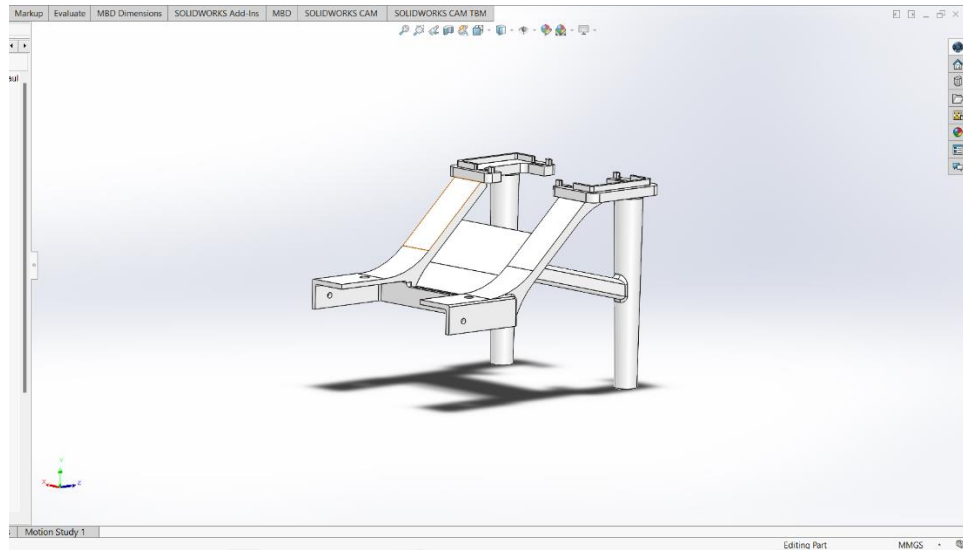 Markup Evaluate MBD Dimensions SOLIDWORKS Add-Ins MBD SOLIDWORKS CAM SOLIDWORKS CAM TBM
aul
Y
X Z
Motion Study 1
Editing Part MMGS